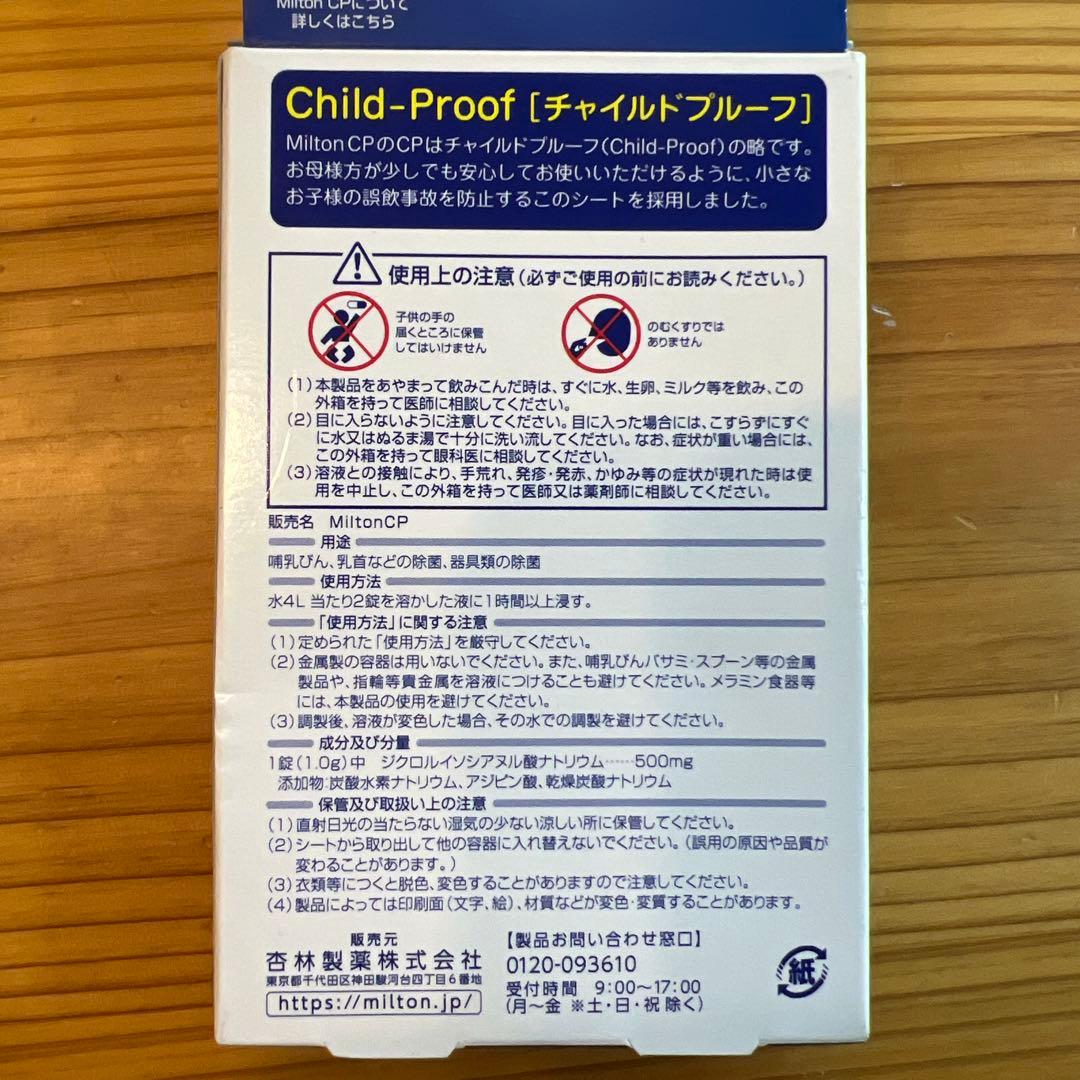 Milton CPについて
詳しくはこちら
Child-Proof [チャイルドプルーフ]
MiltonCPのCPはチャイルドプルーフ(Child-Proof)の略です。
お母様方が少しでも安心してお使いいただけるように、小さな
お子様の誤飲事故を防止するこのシートを採用しました。
使用上の注意(必ずご使用の前にお読みください。)
子供の手の
届くところに保管
してはいけません
のむくすりでは
ありません
(1)本製品をあやまって飲みこんだ時は、すぐに水、生卵、ミルク等を飲み、この
外箱を持って医師に相談してください。
(2)目に入らないように注意してください。目に入った場合には、こすらずにすぐ
に水又はぬるま湯で十分に洗い流してください。なお、症状が重い場合には、
この外箱を持って眼科医に相談してください。
(3)溶液との接触により、手荒れ、発疹・発赤、かゆみ等の症状が現れた時は使
用を中止し、この外箱を持って医師又は薬剤師に相談してください。
販売名 MiltonCP
用途
哺乳びん、乳首などの除菌、器具類の除菌
使用方法
水4L 当たり2錠を溶かした液に1時間以上浸す。
「使用方法」に関する注意
(1)定められた「使用方法」を厳守してください。
(2)金属製の容器は用いないでください。また、哺乳びんバサミ・スプーン等の金属
製品や、指輪等貴金属を溶液につけることも避けてください。メラミン食器等
には、本製品の使用を避けてください。
(3)調製後、溶液が変色した場合、その水での調製を避けてください。
成分及び分量
1錠(1.0g)中 ジクロルイソシアヌル酸ナトリウム……500mg
添加物:炭酸水素ナトリウム、アジピン酸、乾燥炭酸ナトリウム
保管及び取扱い上の注意
(1)直射日光の当たらない湿気の少ない涼しい所に保管してください。
(2)シートから取り出して他の容器に入れ替えないでください。(誤用の原因や品質が
変わることがあります。)
(3)衣類等につくと脱色、変色することがありますので注意してください。
(4)製品によっては印刷面(文字、絵)、材質などが変色・変質することがあります。
販売元
杏林製薬株式会社
東京都千代田区神田駿河台四丁目6番地
https://milton.jp/
【製品お問い合わせ窓口】
0120-093610
受付時間 9:00〜17:00
(月〜金 ※土・日・祝 除く)
紙